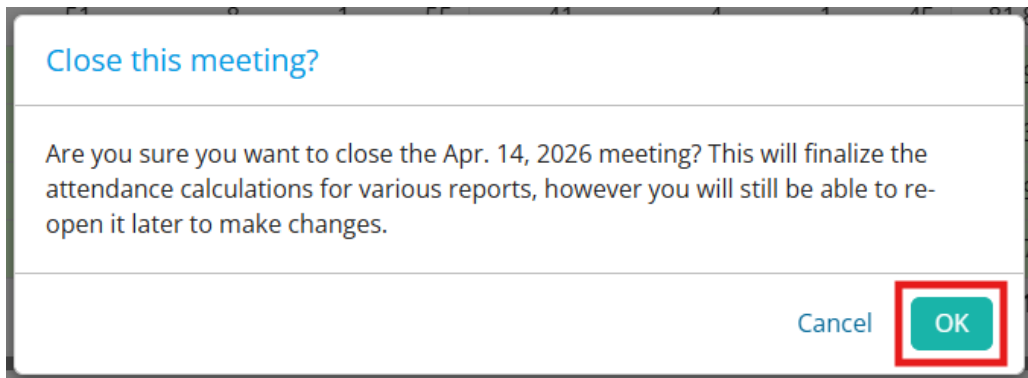 Close this meeting?
Are you sure you want to close the Apr. 14, 2026 meeting? This will finalize the
attendance calculations for various reports, however you will still be able to re-
open it later to make changes.
Cancel OK